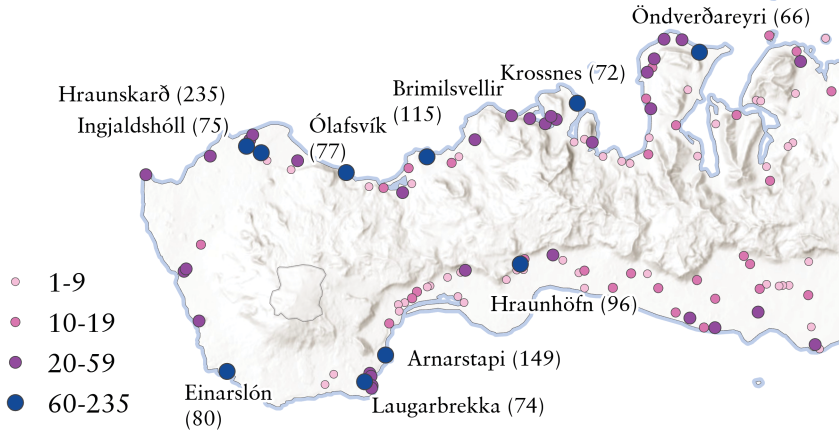 Öndverðareyri (66)
Krossnes (72)
Brimilsvellir
(115)
Hraunskarð (235)
Ingjaldshóll (75)
Ólafsvík
(77)
1-9
10-19
20-59
60-235
Hraunhöfn (96)
Arnarstapi (149)
Einarslón
(80)
Laugarbrekka (74)